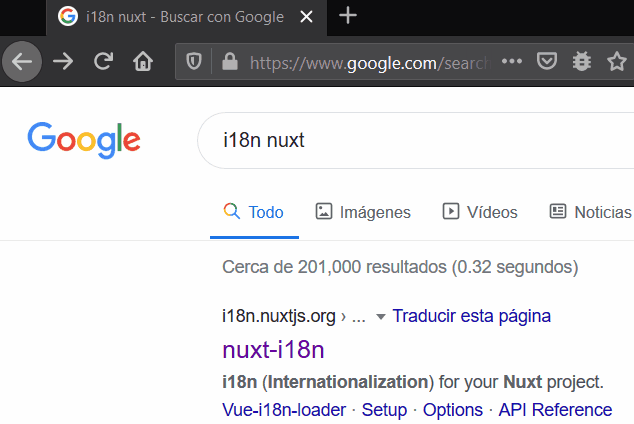 i18n nuxt - Buscar con Google
https://www.google.com/search
Google
i18n nuxt
Todo Imágenes Vídeos Noticias
Cerca de 201,000 resultados (0.32 segundos)
i18n.nuxtjs.org › ... Traducir esta página
nuxt-i18n
i18n (Internationalization) for your Nuxt project.
Vue-i18n-loader · Setup · Options · API Reference